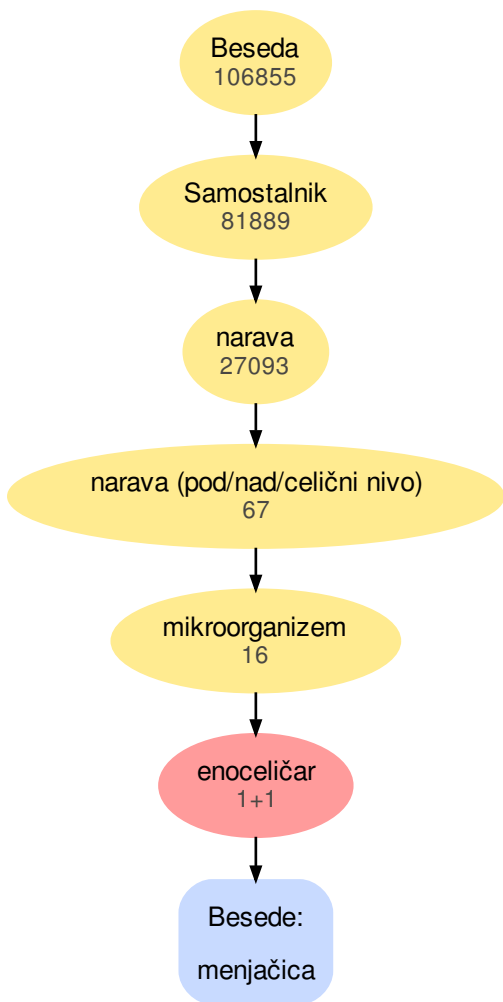 Beseda
106855
Samostalnik
81889
narava
27093
narava (pod/nad/celični nivo)
67
mikroorganizem
16
enoceličar
1+1
Besede:
menjačica